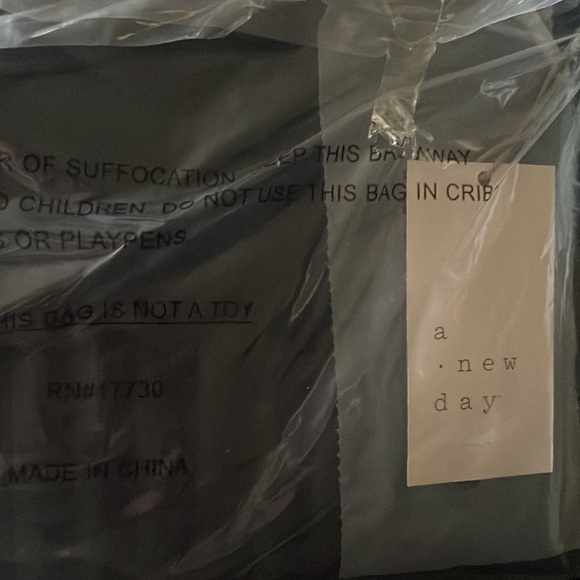 R OF SUFFOCATION EP THIS BAG AWAY
O CHILDREN. DO NOT USE THIS BAG IN CRIB
S OR PLAYPENS.
HIS BAG IS NOT A TOY
RN#17730
MADE IN CHINA
a
· new
day